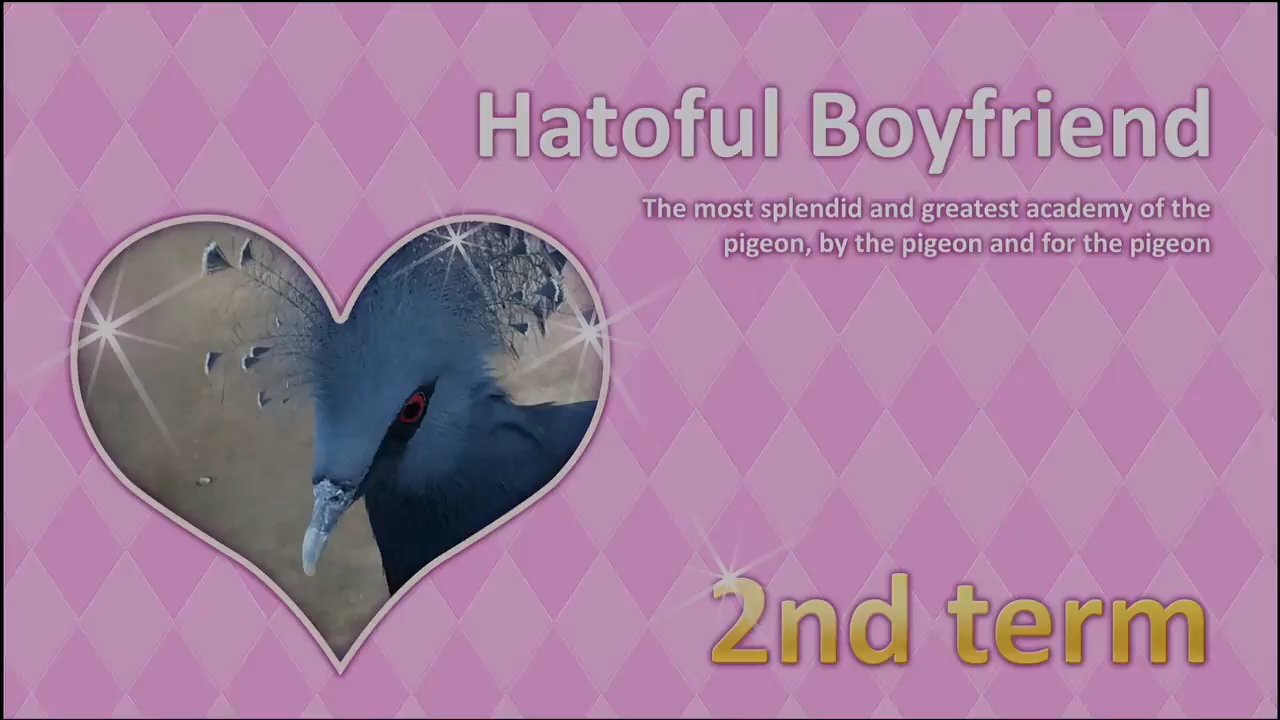 Hatoful Boyfriend
The most splendid and greatest academy of the
pigeon, by the pigeon and for the pigeon
2nd term